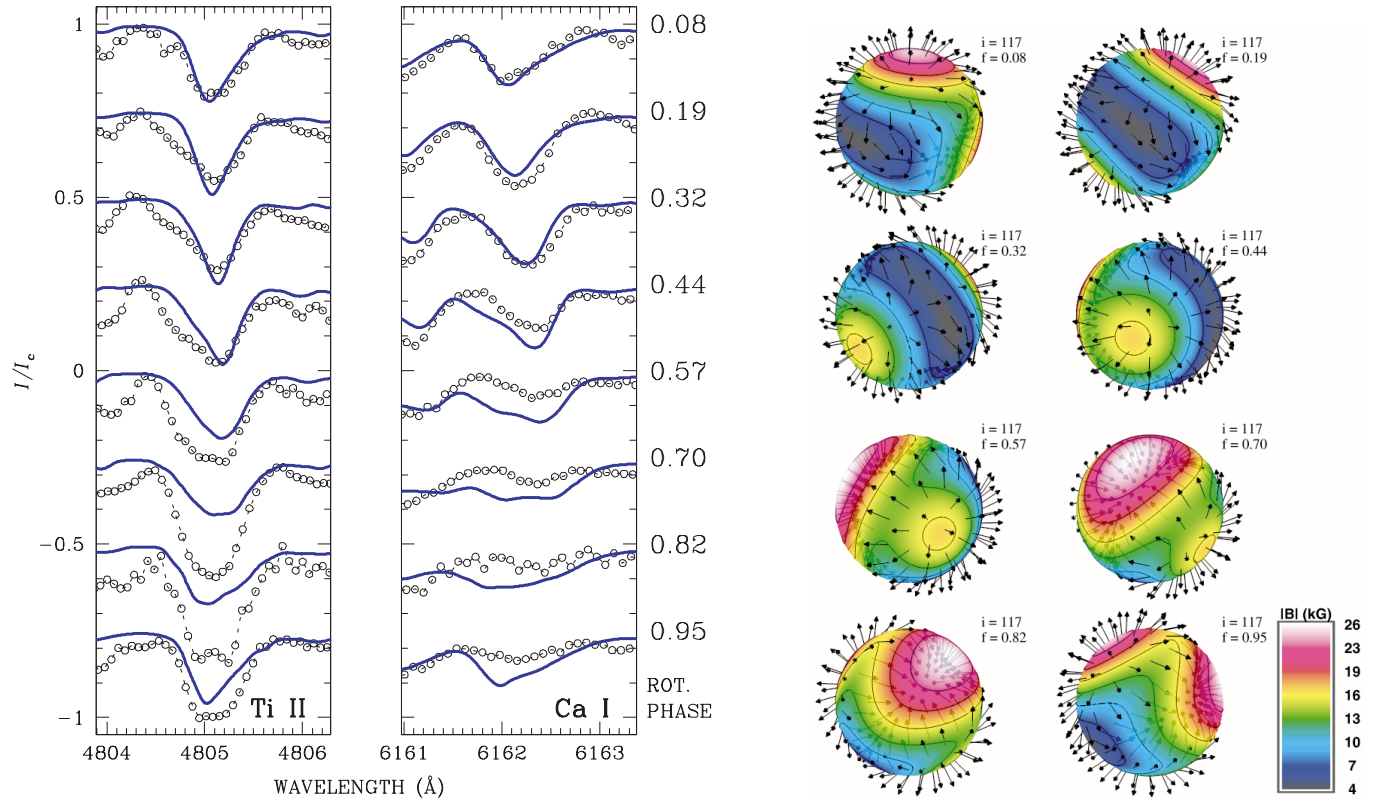 1
0.5
0
−0.5
−1
I/Ic
4804
4805
4806
Ti II
6161
6162
6163
Ca I
WAVELENGTH (Å)
0.08
0.19
0.32
0.44
0.57
0.70
0.82
0.95
ROT.
PHASE
i = 117
f = 0.08
i = 117
f = 0.19
i = 117
f = 0.32
i = 117
f = 0.44
i = 117
f = 0.57
i = 117
f = 0.70
i = 117
f = 0.82
i = 117
f = 0.95
|B| (kG)
26
23
19
16
13
10
7
4